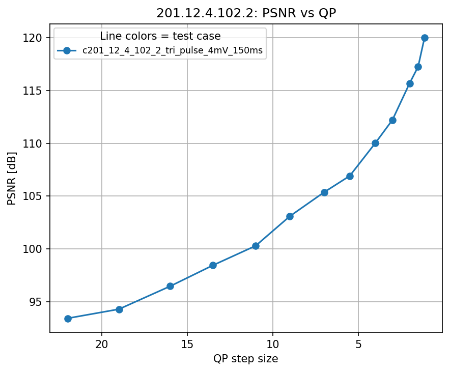 201.12.4.102.2: PSNR vs QP
Line colors = test case
c201_12_4_102_2_tri_pulse_4mV_150ms
PSNR [dB]
120
115
110
105
100
95
20
15
10
5
QP step size